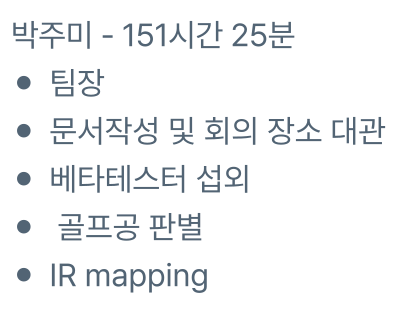 박주미 - 151시간 25분
• 팀장
• 문서작성 및 회의 장소 대관
• 베타테스터 섭외
• 골프공 판별
• IR mapping